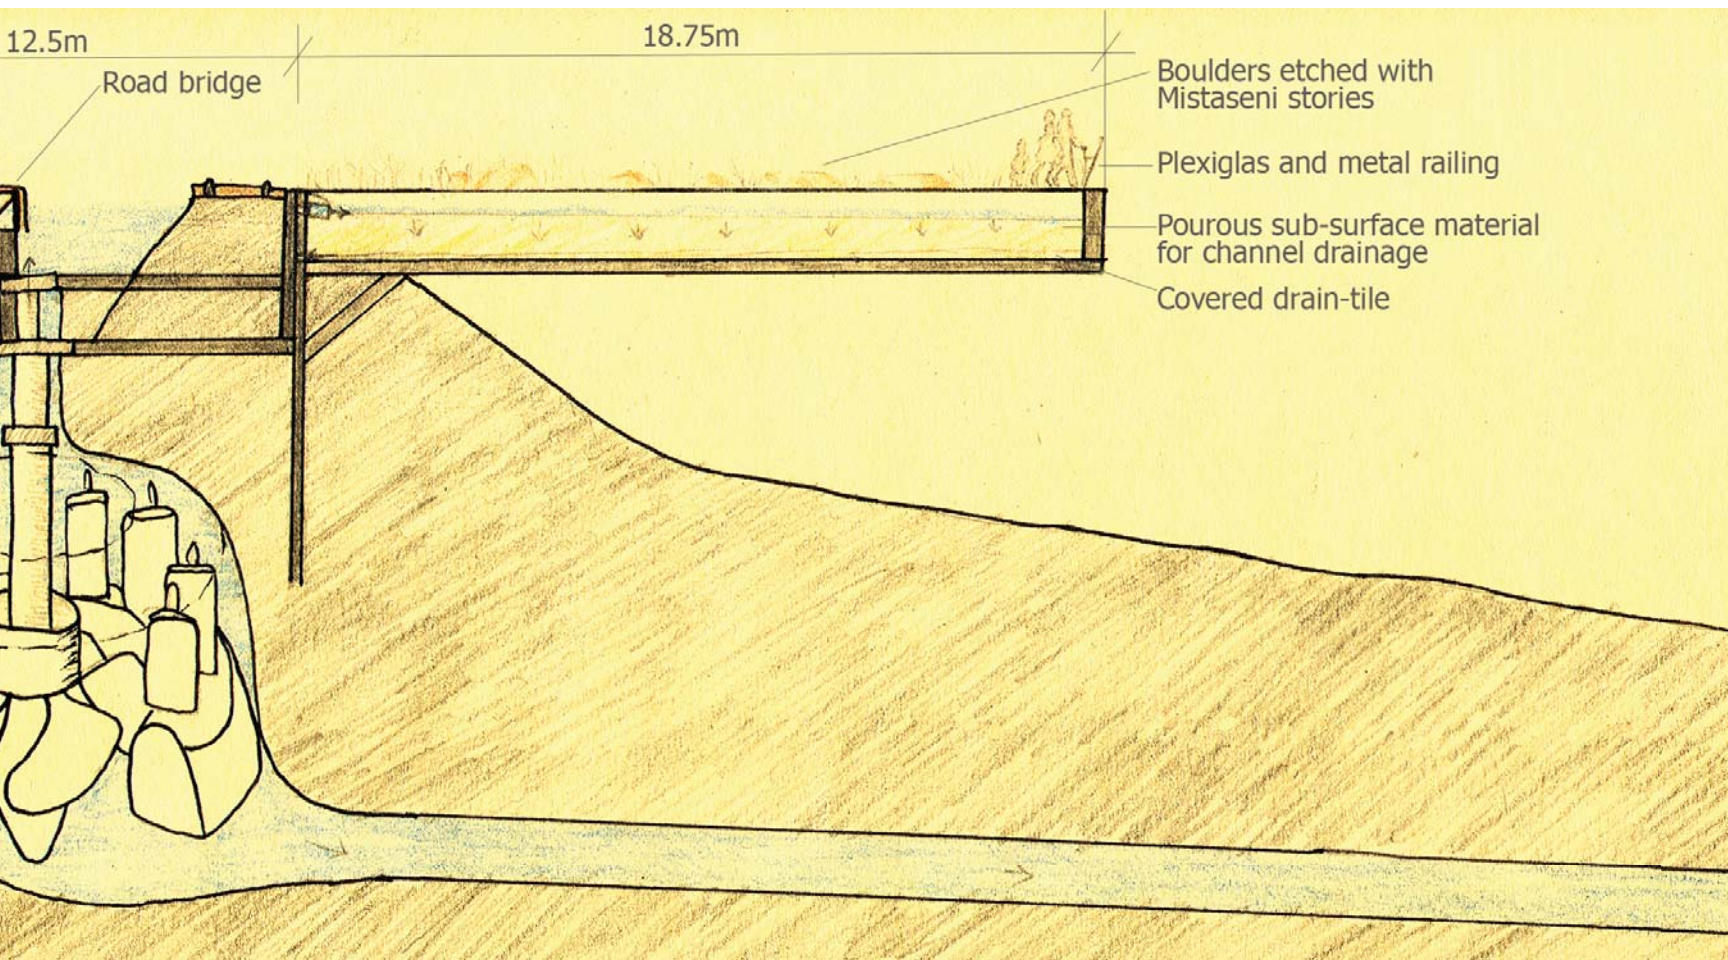 12.5m
18.75m
Road bridge
Boulders etched with
Mistaseni stories
Plexiglas and metal railing
Pourous sub-surface material
for channel drainage
Covered drain-tile